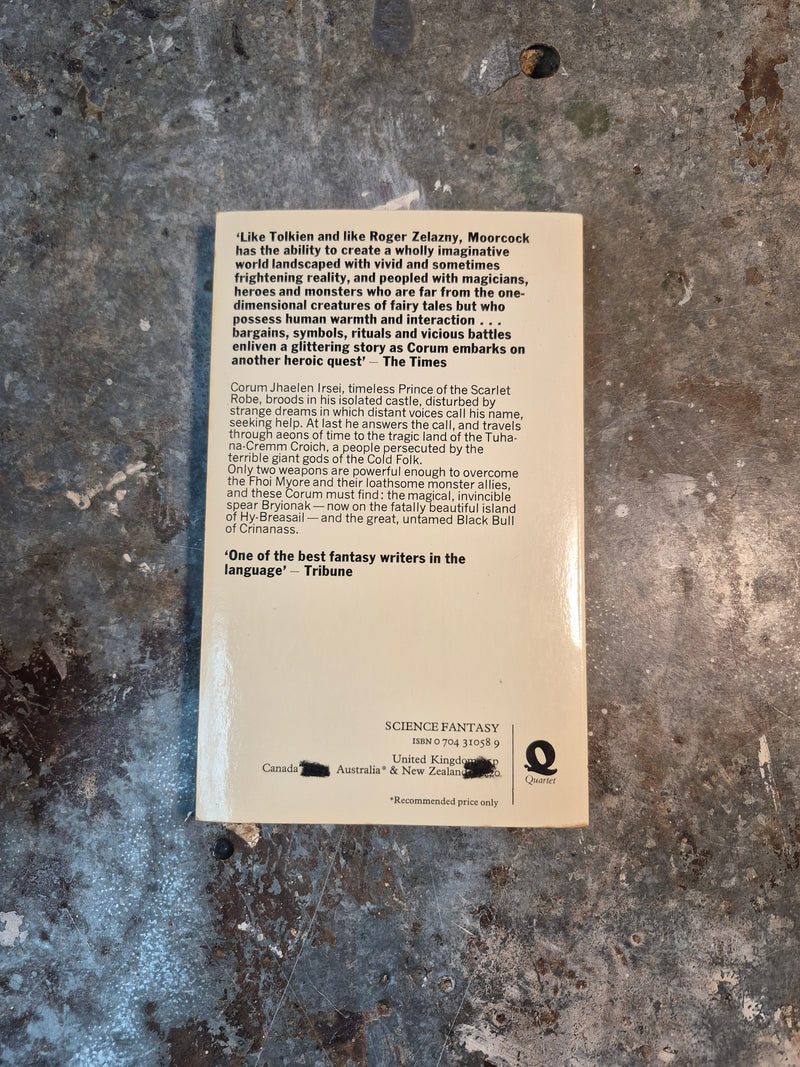 ‘Like Tolkien and like Roger Zelazny, Moorcock
has the ability to create a wholly imaginative
world landscaped with vivid and sometimes
frightening reality, and peopled with magicians,
heroes and monsters who are far from the one-
dimensional creatures of fairy tales but who
possess human warmth and interaction . . .
bargains, symbols, rituals and vicious battles
enliven a glittering story as Corum embarks on
another heroic quest’ – The Times
Corum Jhaelen Irsei, timeless Prince of the Scarlet
Robe, broods in his isolated castle, disturbed by
strange dreams in which distant voices call his name,
seeking help. At last he answers the call, and travels
through aeons of time to the tragic land of the Tuha-
na-Cremm Croich, a people persecuted by the
terrible giant gods of the Cold Folk.
Only two weapons are powerful enough to overcome
the Fhoi Myore and their loathsome monster allies,
and these Corum must find: the magical, invincible
spear Bryionak — now on the fatally beautiful island
of Hy-Breasail — and the great, untamed Black Bull
of Crinanass.
‘One of the best fantasy writers in the
language’ – Tribune
SCIENCE FANTASY
ISBN 0 704 31058 9
United Kingdom
Canada Australia* & New Zealand
*Recommended price only
Q
Quartet